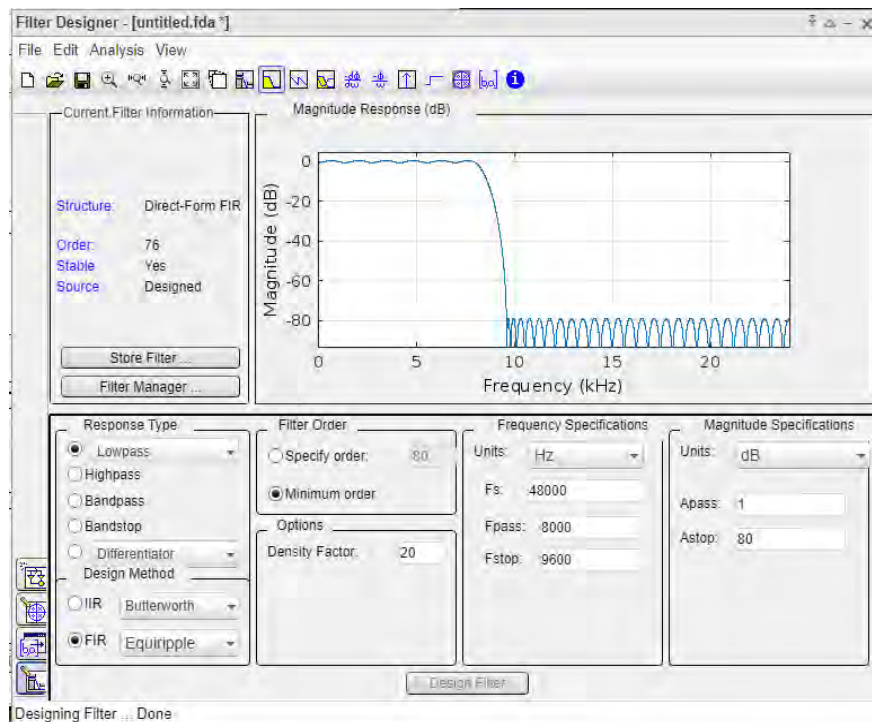 Filter Designer - [untitled.fda *]
File Edit Analysis View
Current Filter Information
Structure: Direct-Form FIR
Order: 76
Stable Yes
Source Designed
Store Filter ...
Filter Manager ...
Magnitude Response (dB)
Magnitude (dB)
0
-20
-40
-60
-80
0 5 10 15 20
Frequency (kHz)
Response Type
Lowpass
Highpass
Bandpass
Bandstop
Differentiator
Design Method
IIR Butterworth
FIR Equiripple
Filter Order
Specify order: 80
Minimum order
Options
Density Factor: 20
Frequency Specifications
Units: Hz
Fs: 48000
Fpass: 8000
Fstop: 9600
Magnitude Specifications
Units: dB
Apass: 1
Astop: 80
Design Filter
Designing Filter ... Done